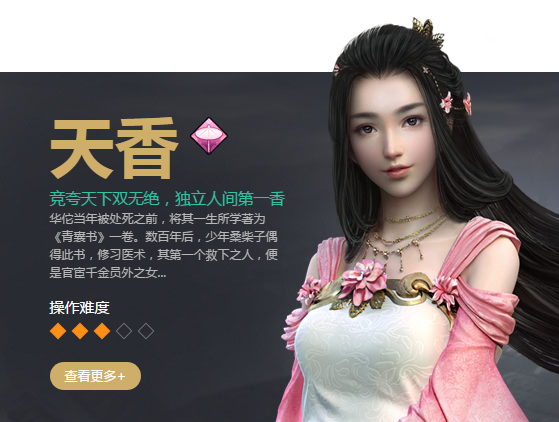 天香
竞夸天下双无绝，独立人间第一香
华佗当年被处死之前，将其一生所学著为
《青囊书》一卷。数百年后，少年桑柴子偶
得此书，修习医术，其第一个救下之人，便
是官宦千金员外之女...
操作难度
查看更多+